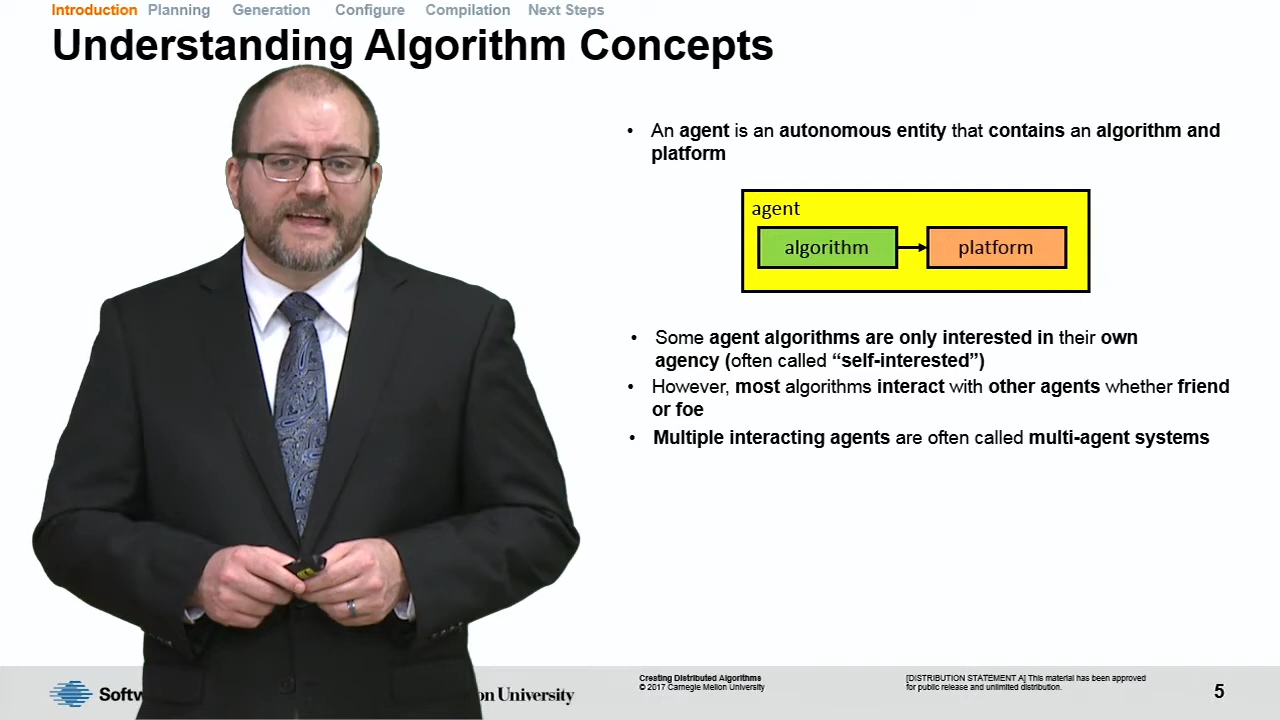 Introduction Planning Generation Configure Compilation Next Steps
Understanding Algorithm Concepts
• An agent is an autonomous entity that contains an algorithm and
platform
agent
algorithm
platform
• Some agent algorithms are only interested in their own
agency (often called “self-interested”)
• However, most algorithms interact with other agents whether friend
or foe
• Multiple interacting agents are often called multi-agent systems
University
Creating Distributed Algorithms
© 2017 Carnegie Mellon University
[DISTRIBUTION STATEMENT A] This material has been approved
for public release and unlimited distribution.
5